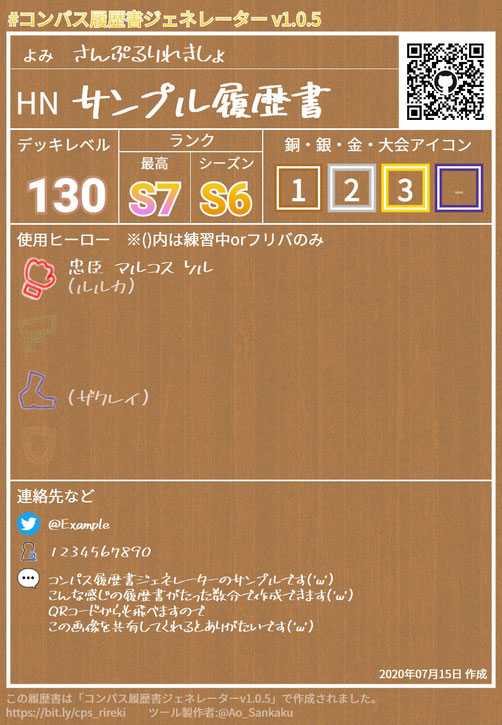 #コンパス履歴書ジェネレーター v1.0.5
よみ さんぷるりれきしょ
HN サンプル履歴書
デッキレベル
130
ランク
最高
S7
シーズン
S6
銅・銀・金・大会アイコン
1 2 3 -
使用ヒーロー ※()内は練習中orフリバのみ
忠臣 マルコス リル
(ルルカ)
(ザクレイ)
連絡先など
@Example
1234567890
コンパス履歴書ジェネレーターのサンプルです('ω')
こんな感じの履歴書がたった数分で作成できます('ω')
QRコードからも飛べますので
この画像を共有してくれるとありがたいです('ω')
2020年07月15日 作成
この履歴書は「コンパス履歴書ジェネレーターv1.0.5」で作成されました。
https://bit.ly/cps_rireki ツール製作者:@Ao_Sankaku